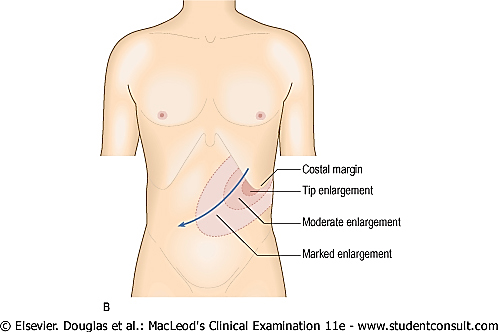 Costal margin
Tip enlargement
Moderate enlargement
Marked enlargement
B
© Elsevier. Douglas et al.: MacLeod's Clinical Examination 11e - www.studentconsult.com